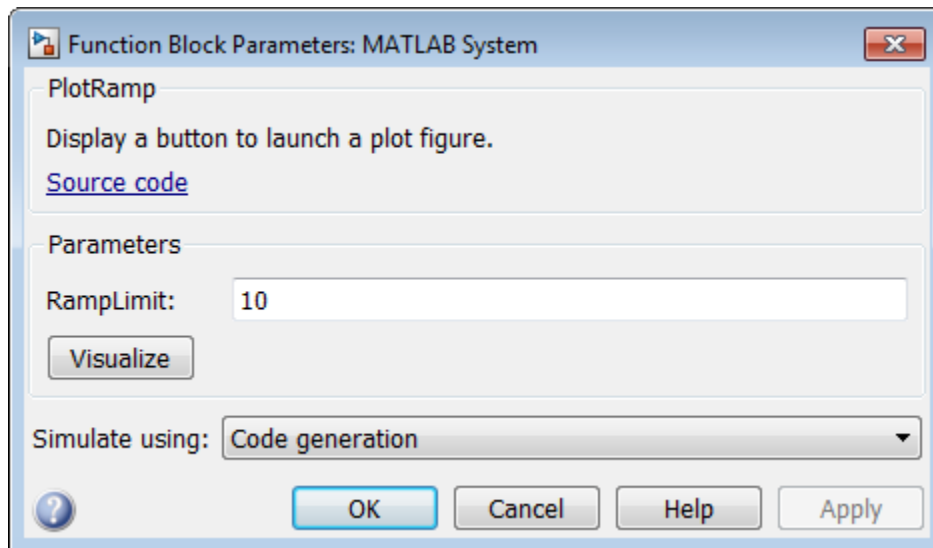 Function Block Parameters: MATLAB System
PlotRamp
Display a button to launch a plot figure.
Source code
Parameters
RampLimit: 10
Visualize
Simulate using: Code generation
? OK Cancel Help Apply